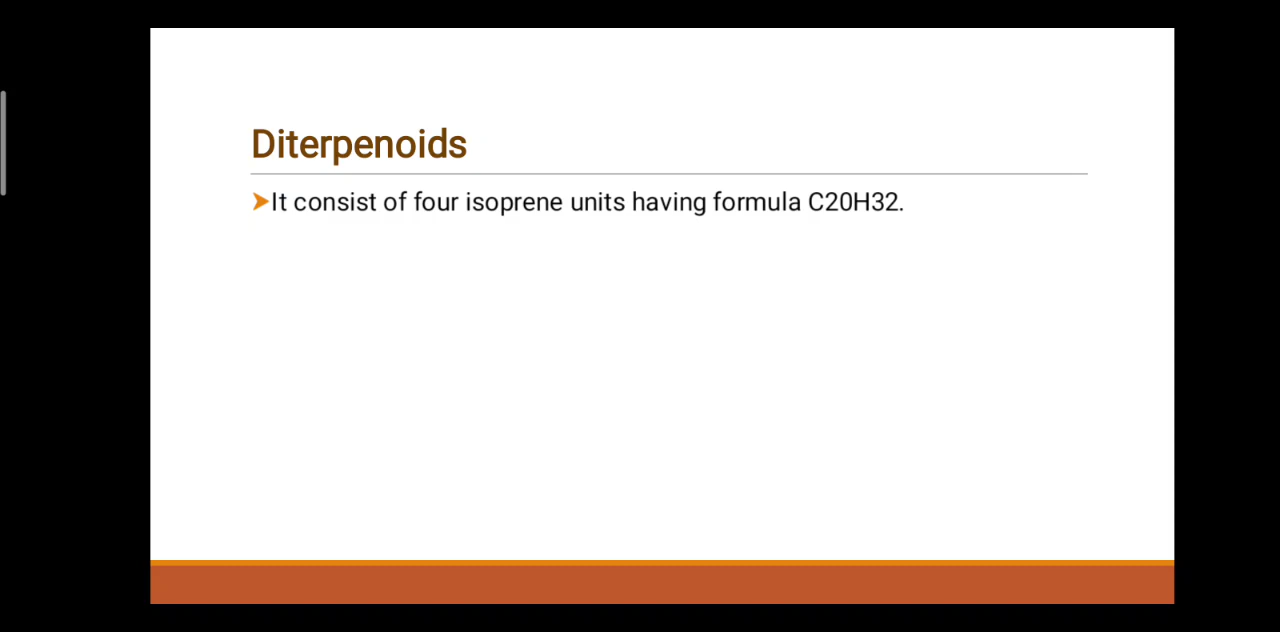 Diterpenoids
➤It consist of four isoprene units having formula C20H32.